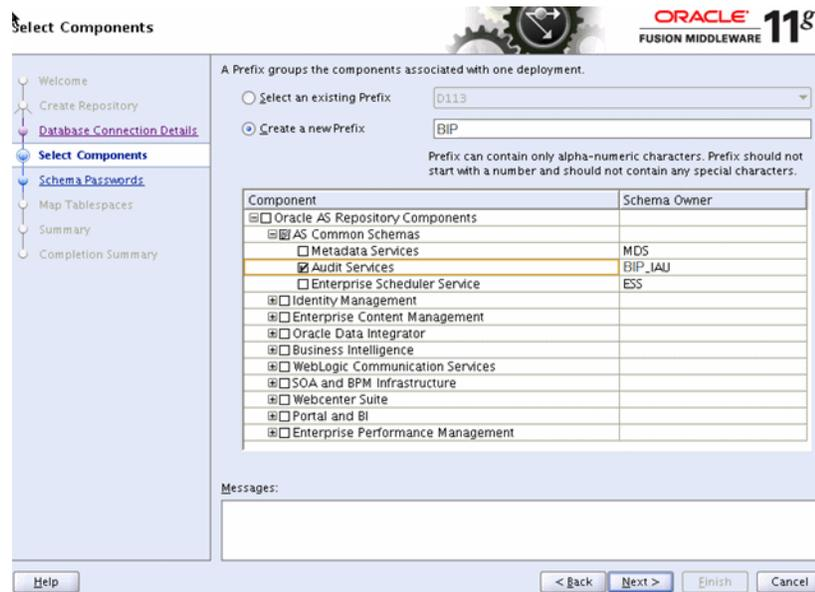 Select Components
ORACLE
FUSION MIDDLEWARE 11g
Welcome
Create Repository
Database Connection Details
Select Components
Schema Passwords
Map Tablespaces
Summary
Completion Summary
A Prefix groups the components associated with one deployment.
Select an existing Prefix D113
Create a new Prefix BIP
Prefix can contain only alpha-numeric characters. Prefix should not
start with a number and should not contain any special characters.
Component Schema Owner
Oracle AS Repository Components
AS Common Schemas
Metadata Services MDS
Audit Services BIP_IAU
Enterprise Scheduler Service ESS
Identity Management
Enterprise Content Management
Oracle Data Integrator
Business Intelligence
WebLogic Communication Services
SOA and BPM Infrastructure
Webcenter Suite
Portal and BI
Enterprise Performance Management
Messages:
Help < Back Next > Finish Cancel